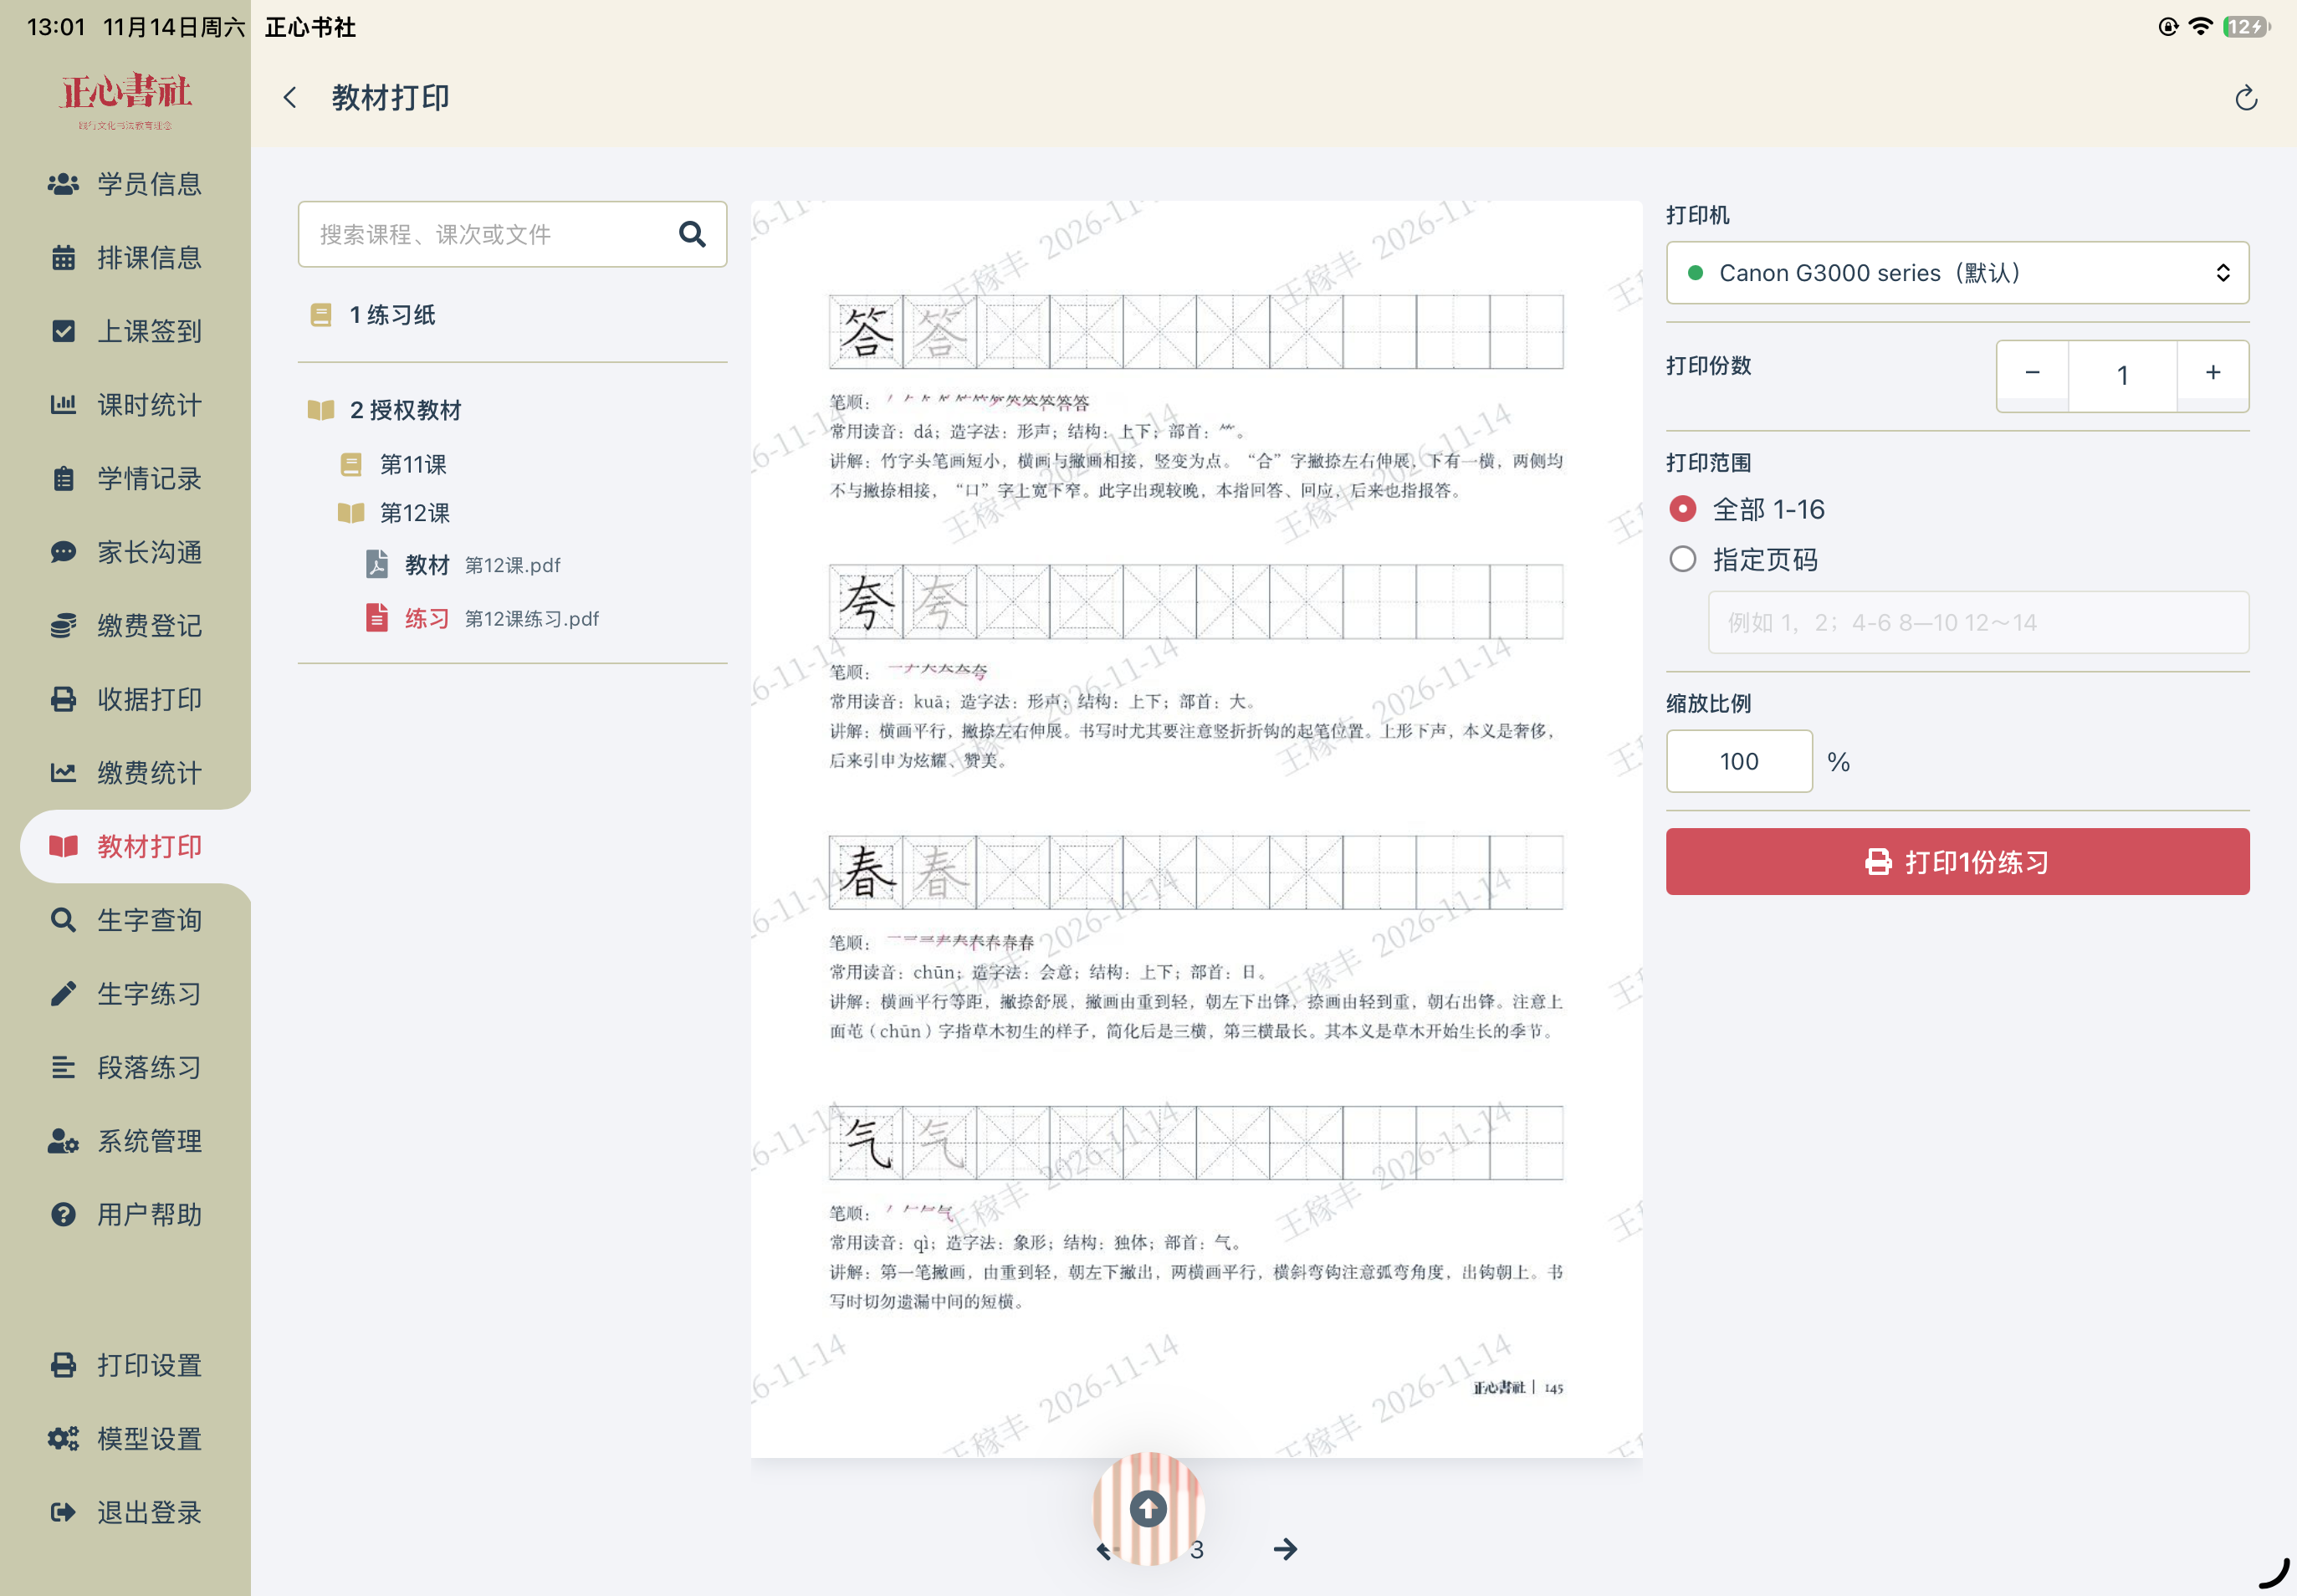 13:01 11月14日周六
正心书社
12
正心書社
践行文化书法教育理念
学员信息
排课信息
上课签到
课时统计
学情记录
家长沟通
缴费登记
收据打印
缴费统计
教材打印
生字查询
生字练习
段落练习
系统管理
用户帮助
打印设置
模型设置
退出登录
教材打印
搜索课程、课次或文件
1 练习纸
2 授权教材
第11课
第12课
教材 第12课.pdf
练习 第12课练习.pdf
答 答
笔顺：
常用读音：dá；造字法：形声；结构：上下；部首：⺮。
讲解：竹字头笔画短小，横画与撇画相接，竖变为点。“合”字撇捺左右伸展，下有一横，两侧均
不与撇捺相接，“口”字上宽下窄。此字出现较晚，本指回答、回应，后来也指报答。
夸 夸
笔顺：
常用读音：kuā；造字法：形声；结构：上下；部首：大。
讲解：横画平行，撇捺左右伸展。书写时尤其要注意竖折折钩的起笔位置。上形下声，本义是奢侈，
后来引申为炫耀、赞美。
春 春
笔顺：
常用读音：chūn；造字法：会意；结构：上下；部首：日。
讲解：横画平行等距，撇捺舒展，撇画由重到轻，朝左下出锋，捺画由轻到重，朝右出锋。注意上
面芚（chūn）字指草木初生的样子，简化后是三横，第三横最长。其本义是草木开始生长的季节。
气 气
笔顺：
常用读音：qì；造字法：象形；结构：独体；部首：气。
讲解：第一笔撇画，由重到轻，朝左下撇出，两横画平行，横斜弯钩注意弧弯角度，出钩朝上。书
写时切勿遗漏中间的短横。
正心書社 | 145
王稼丰 2026-11-14
3
打印机
Canon G3000 series（默认）
打印份数
− 1 +
打印范围
全部 1-16
指定页码
例如 1，2；4-6 8—10 12～14
缩放比例
100 %
打印1份练习